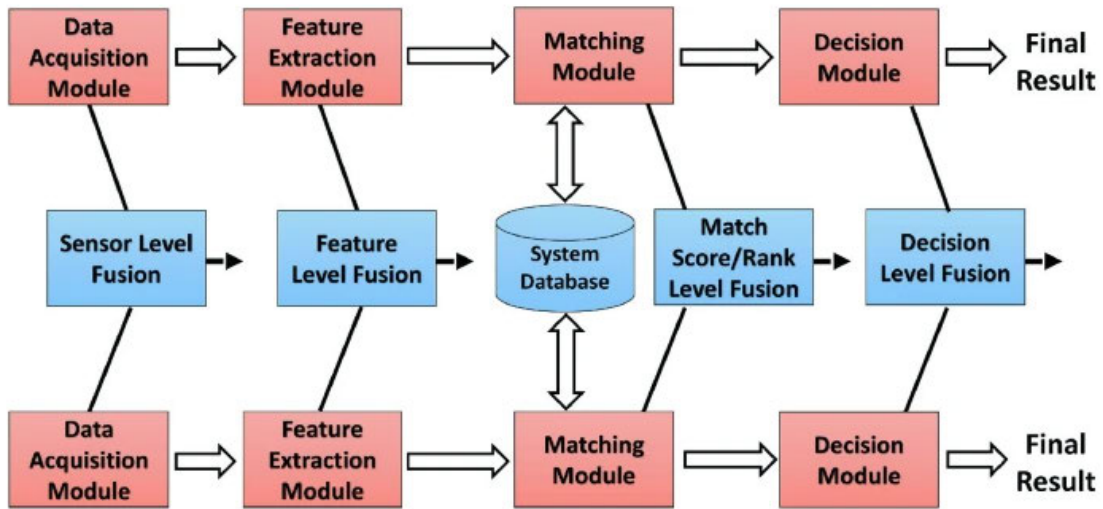 Data
Acquisition
Module
Feature
Extraction
Module
Matching
Module
Decision
Module
Final
Result
Sensor Level
Fusion
Feature
Level Fusion
System
Database
Match
Score/Rank
Level Fusion
Decision
Level Fusion
Data
Acquisition
Module
Feature
Extraction
Module
Matching
Module
Decision
Module
Final
Result